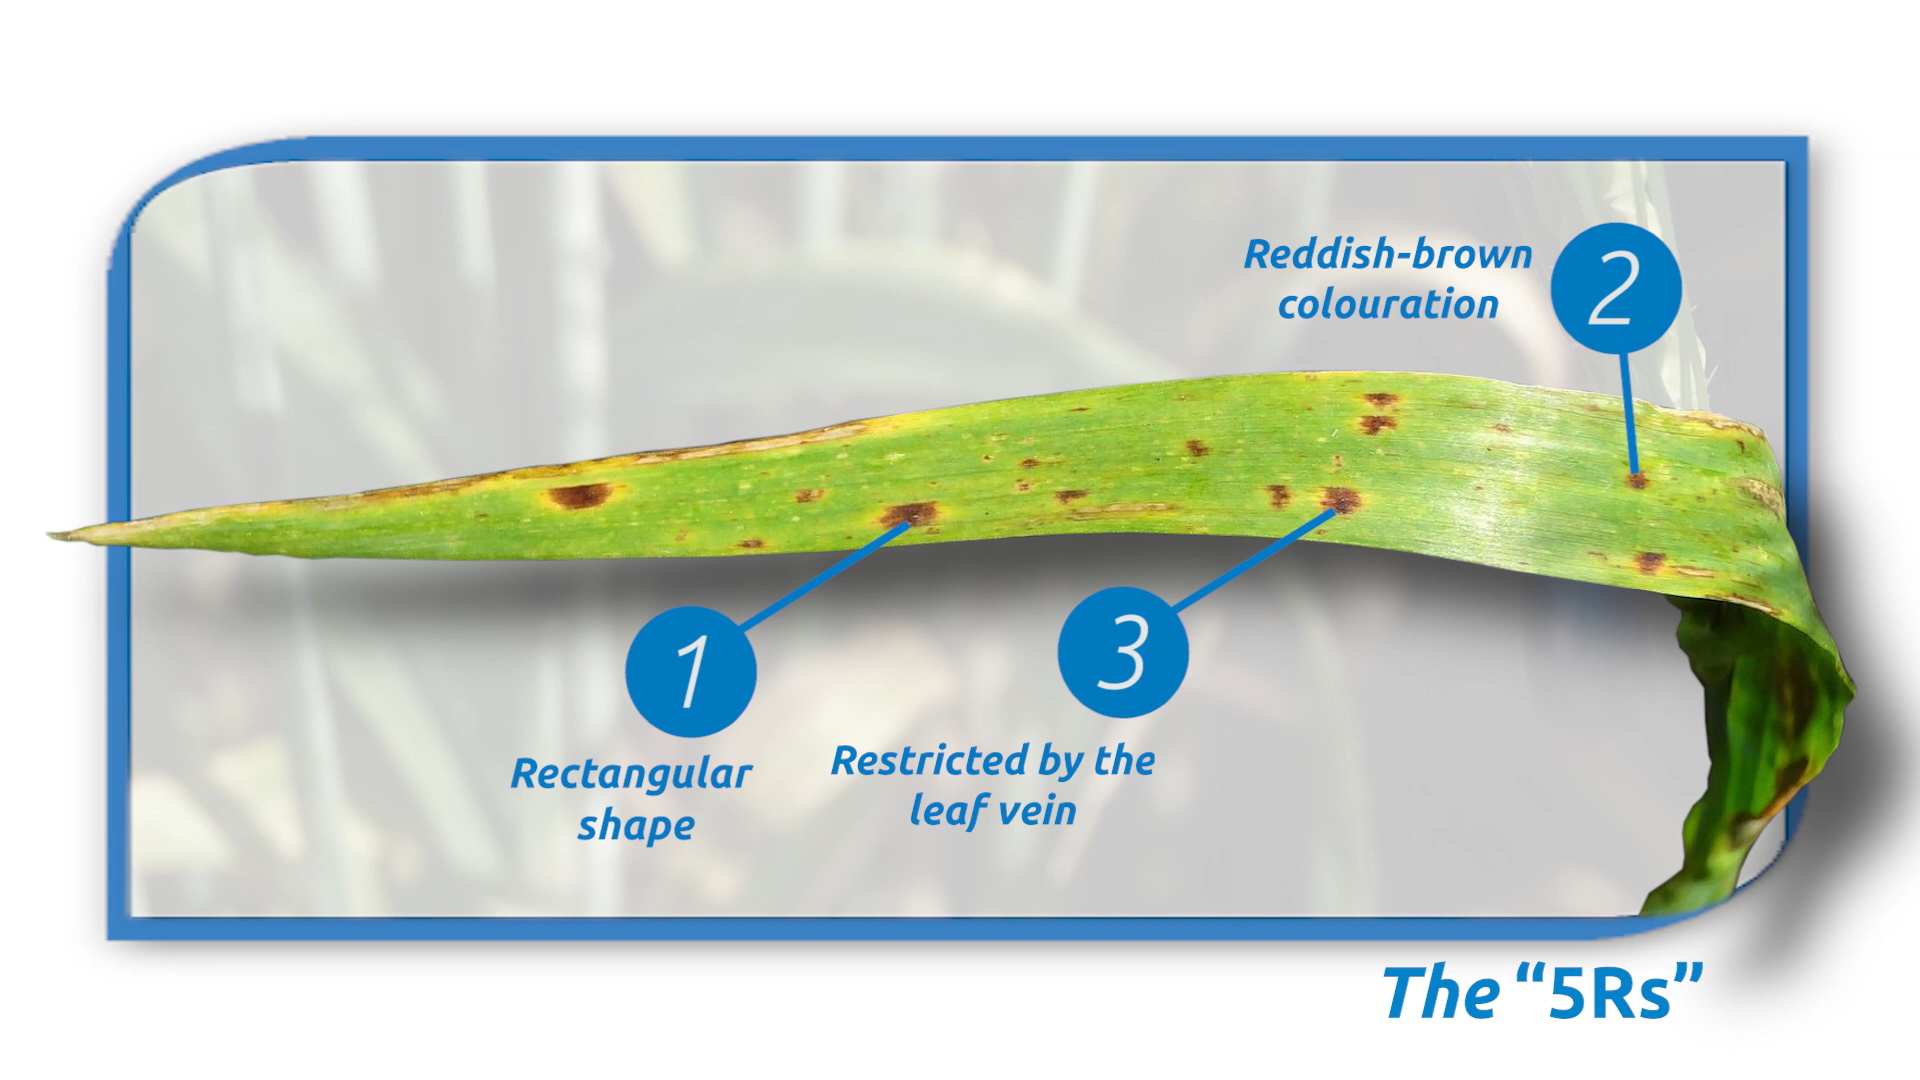 Reddish-brown
colouration
2
1
Rectangular
shape
3
Restricted by the
leaf vein
The “5Rs”